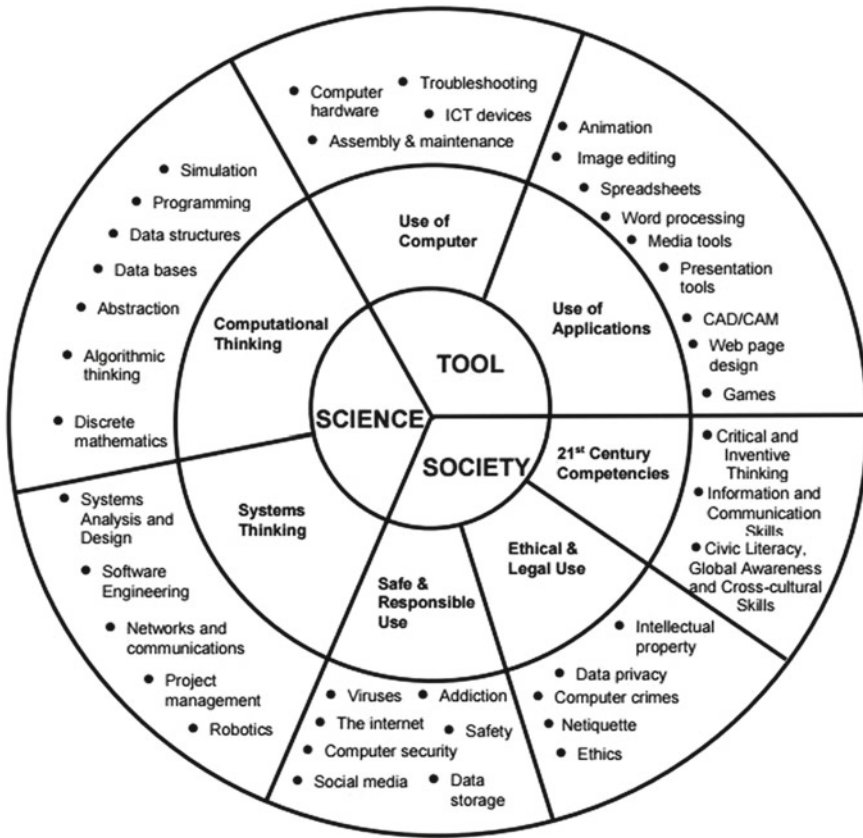 TOOL
SCIENCE
SOCIETY
Use of
Computer
Use of
Applications
21st Century
Competencies
Ethical &
Legal Use
Safe &
Responsible
Use
Systems
Thinking
Computational
Thinking
• Computer
hardware
• Troubleshooting
• ICT devices
• Assembly & maintenance
• Animation
• Image editing
• Spreadsheets
• Word processing
• Media tools
• Presentation
tools
• CAD/CAM
• Web page
design
• Games
• Critical and
Inventive
Thinking
• Information and
Communication
Skills
• Civic Literacy,
Global Awareness
and Cross-cultural
Skills
• Intellectual
property
• Data privacy
• Computer crimes
• Netiquette
• Ethics
• Viruses
• Addiction
• The internet
• Safety
• Computer security
• Social media
• Data
storage
• Systems
Analysis and
Design
• Software
Engineering
• Networks and
communications
• Project
management
• Robotics
• Simulation
• Programming
• Data structures
• Data bases
• Abstraction
• Algorithmic
thinking
• Discrete
mathematics